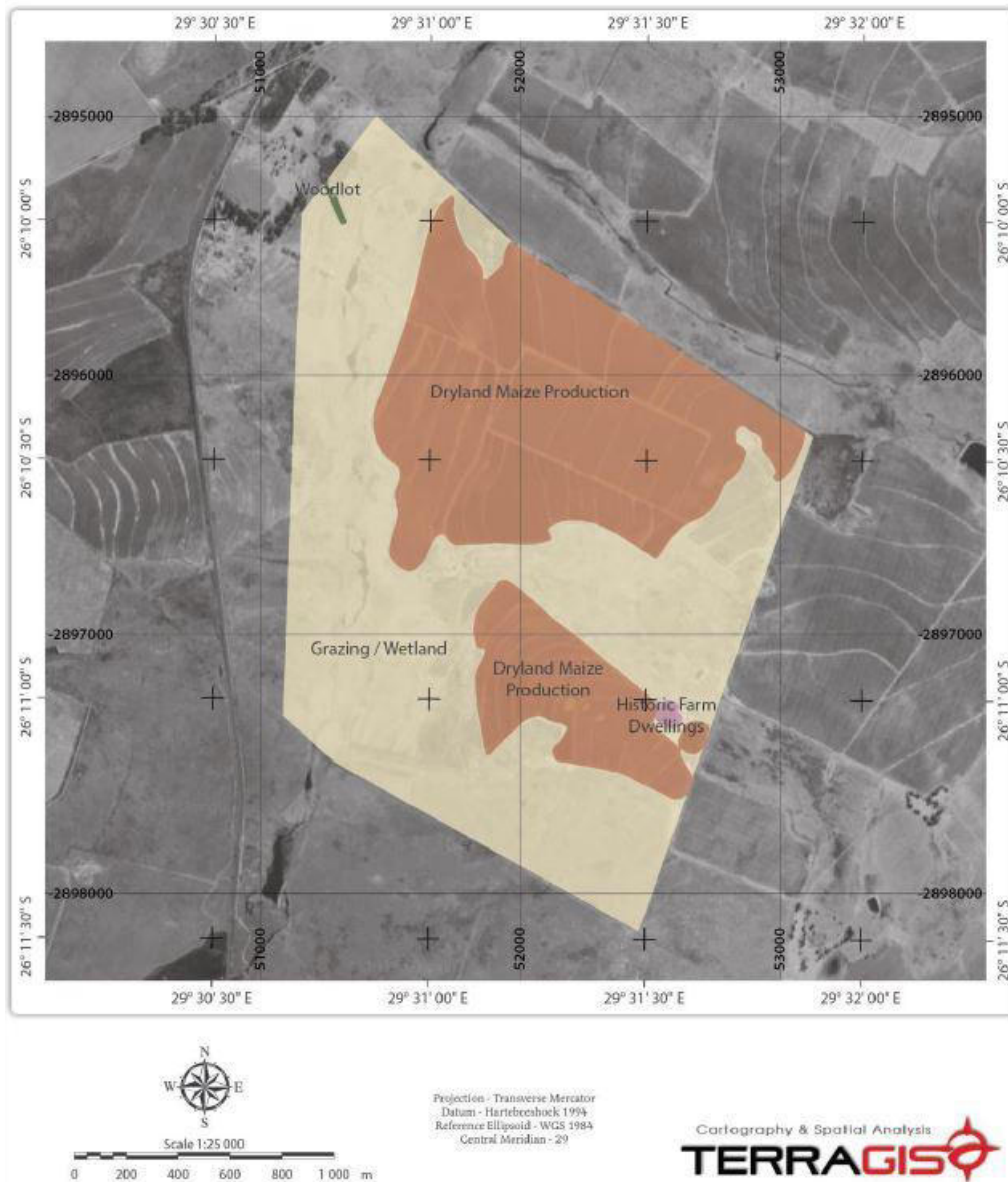 29° 30' 30" E
29° 31' 00" E
29° 31' 30" E
29° 32' 00" E
51000
52000
53000
-2895000
-2895000
26° 10' 00" S
26° 10' 00" S
Woodlot
-2896000
-2896000
Dryland Maize Production
26° 10' 30" S
26° 10' 30" S
-2897000
-2897000
Grazing / Wetland
Dryland Maize
Production
26° 11' 00" S
26° 11' 00" S
Historic Farm
Dwellings
-2898000
-2898000
26° 11' 30" S
26° 11' 30" S
51000
52000
53000
29° 30' 30" E
29° 31' 00" E
29° 31' 30" E
29° 32' 00" E
N
W E
S
Scale 1:25 000
0 200 400 600 800 1 000 m
Projection - Transverse Mercator
Datum - Hartebeeshoek 1994
Reference Ellipsoid - WGS 1984
Central Meridian - 29
Cartography & Spatial Analysis
TERRAGIS